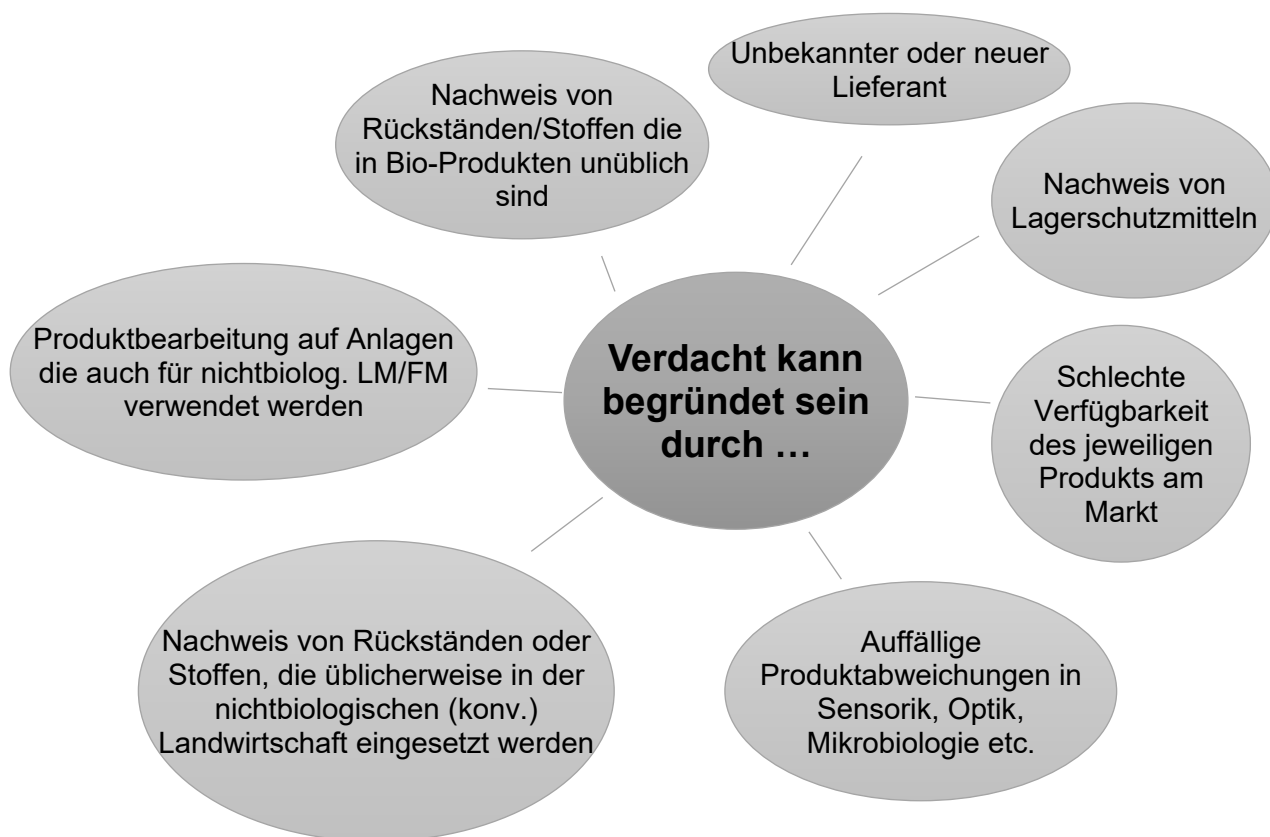 Unbekannter oder neuer
Lieferant
Nachweis von
Rückständen/Stoffen die
in Bio-Produkten unüblich
sind
Nachweis von
Lagerschutzmitteln
Produktbearbeitung auf Anlagen
die auch für nichtbiolog. LM/FM
verwendet werden
Verdacht kann
begründet sein
durch …
Schlechte
Verfügbarkeit
des jeweiligen
Produkts am
Markt
Nachweis von Rückständen oder
Stoffen, die üblicherweise in der
nichtbiologischen (konv.)
Landwirtschaft eingesetzt werden
Auffällige
Produktabweichungen in
Sensorik, Optik,
Mikrobiologie etc.